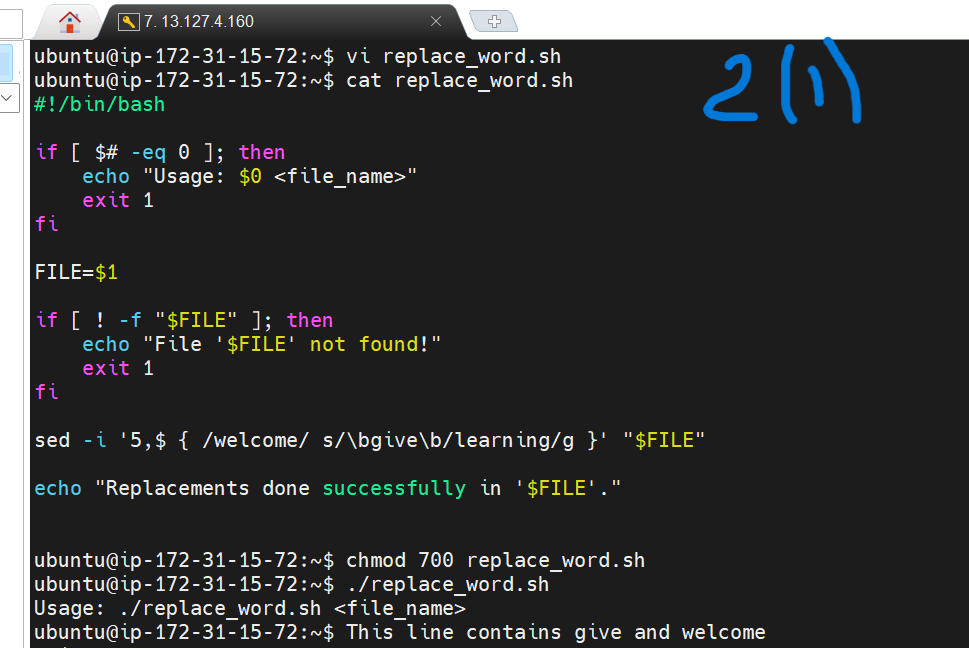 7. 13.127.4.160
ubuntu@ip-172-31-15-72:~$ vi replace_word.sh
ubuntu@ip-172-31-15-72:~$ cat replace_word.sh
2(1)
#!/bin/bash

if [ $# -eq 0 ]; then
    echo "Usage: $0 <file_name>"
    exit 1
fi

FILE=$1

if [ ! -f "$FILE" ]; then
    echo "File '$FILE' not found!"
    exit 1
fi

sed -i '5,$ { /welcome/ s/\bgive\b/learning/g }' "$FILE"

echo "Replacements done successfully in '$FILE'."

ubuntu@ip-172-31-15-72:~$ chmod 700 replace_word.sh
ubuntu@ip-172-31-15-72:~$ ./replace_word.sh
Usage: ./replace_word.sh <file_name>
ubuntu@ip-172-31-15-72:~$ This line contains give and welcome